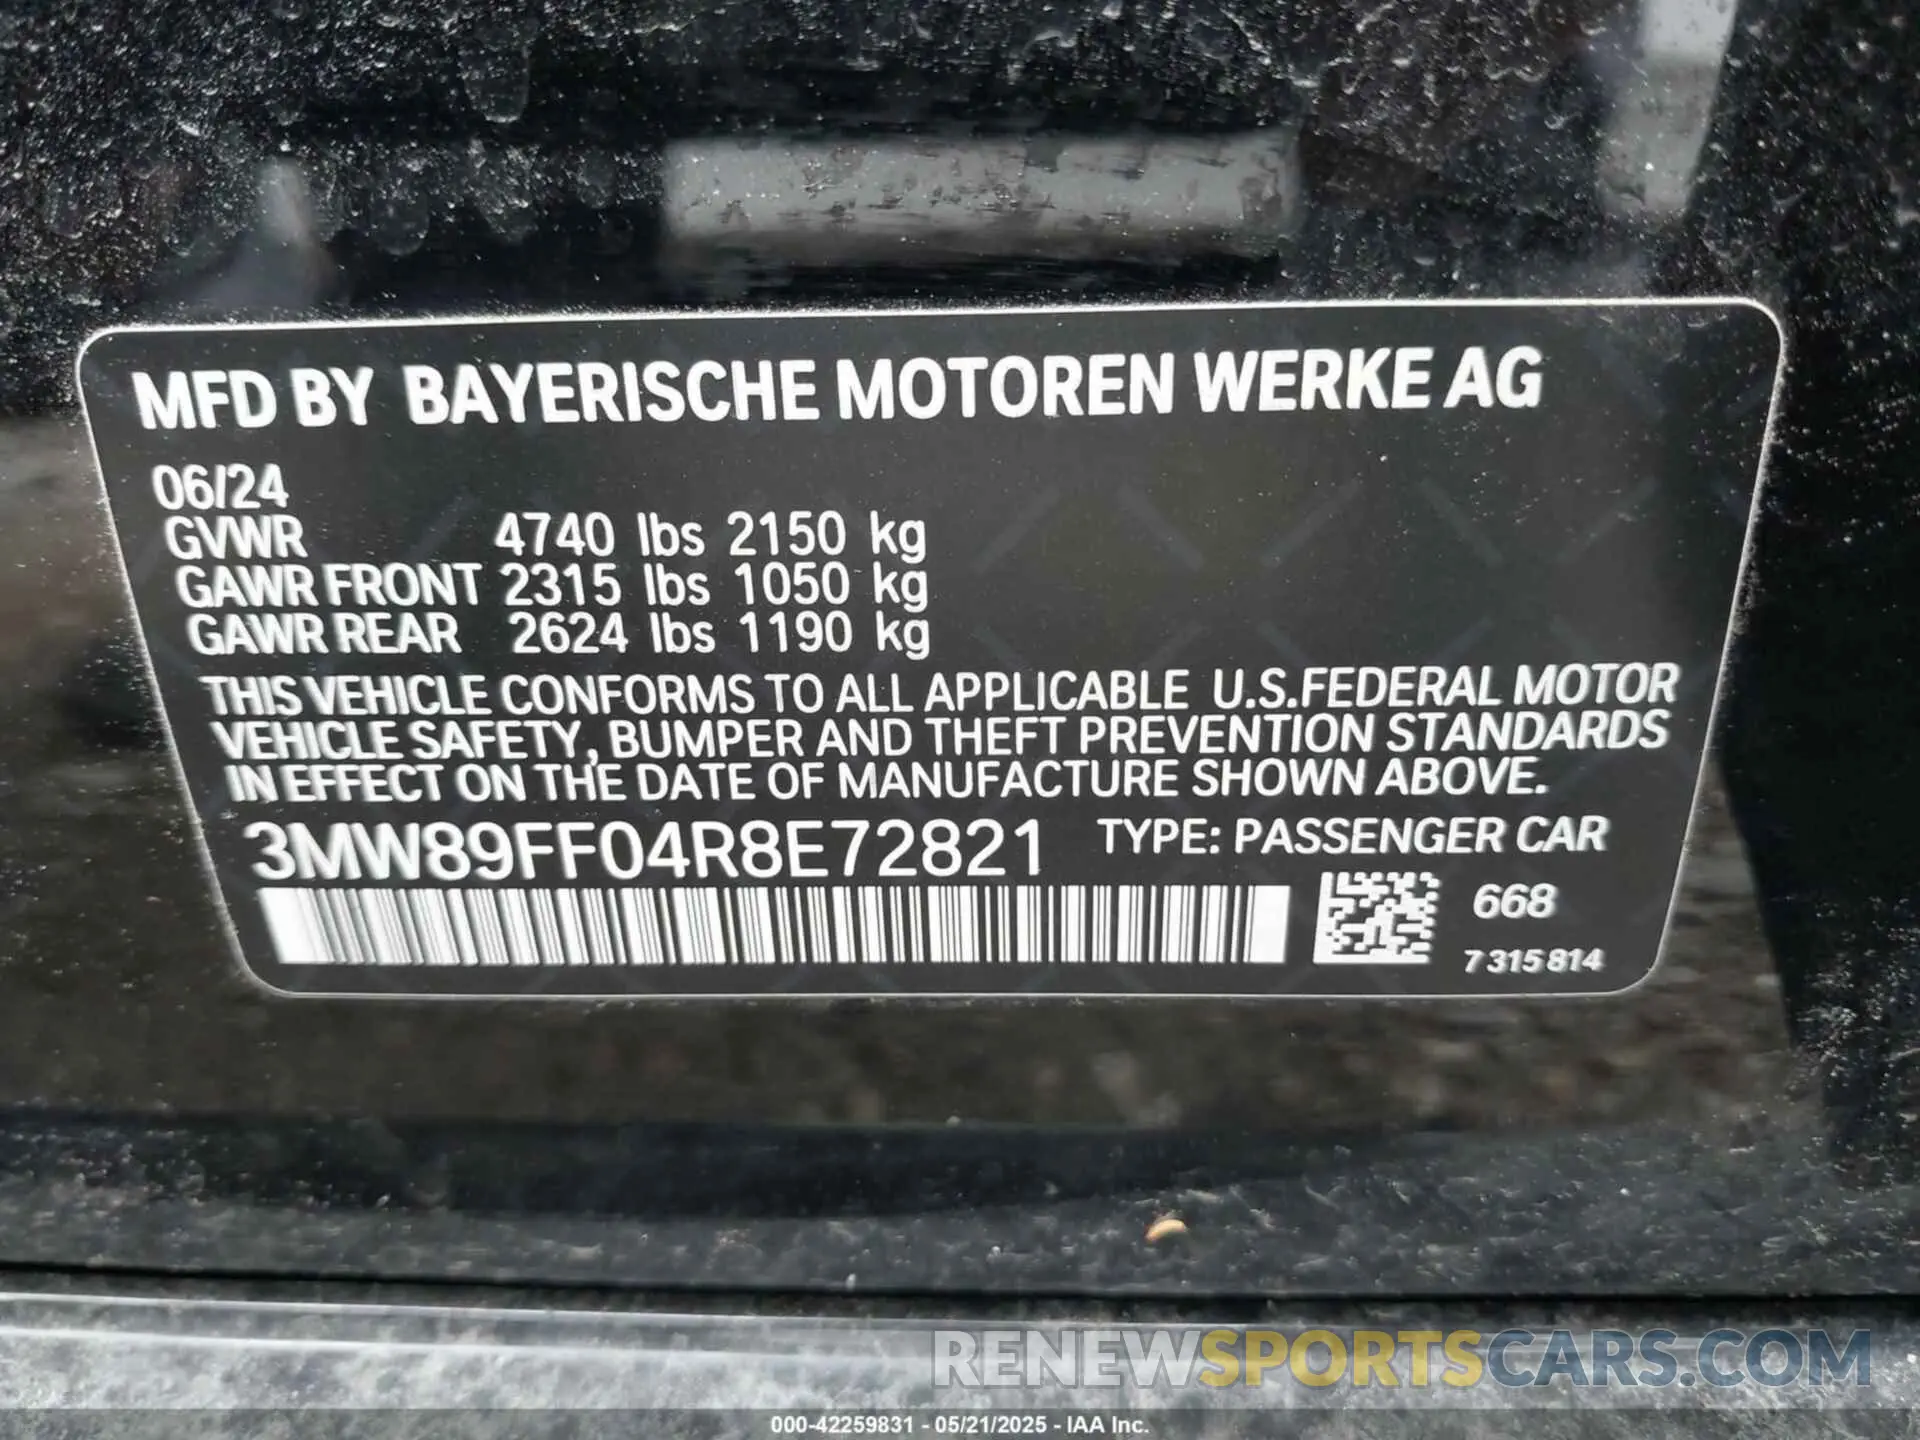 MFD BY BAYERISCHE MOTOREN WERKE AG
06/24
GVWR 4740 lbs 2150 kg
GAWR FRONT 2315 lbs 1050 kg
GAWR REAR 2624 lbs 1190 kg
THIS VEHICLE CONFORMS TO ALL APPLICABLE U.S.FEDERAL MOTOR
VEHICLE SAFETY, BUMPER AND THEFT PREVENTION STANDARDS
IN EFFECT ON THE DATE OF MANUFACTURE SHOWN ABOVE.
3MW89FF04R8E72821 TYPE: PASSENGER CAR
668
7 315 814
RENEWSPORTSCARS.COM
000-42259831 - 05/21/2025 - IAA Inc.